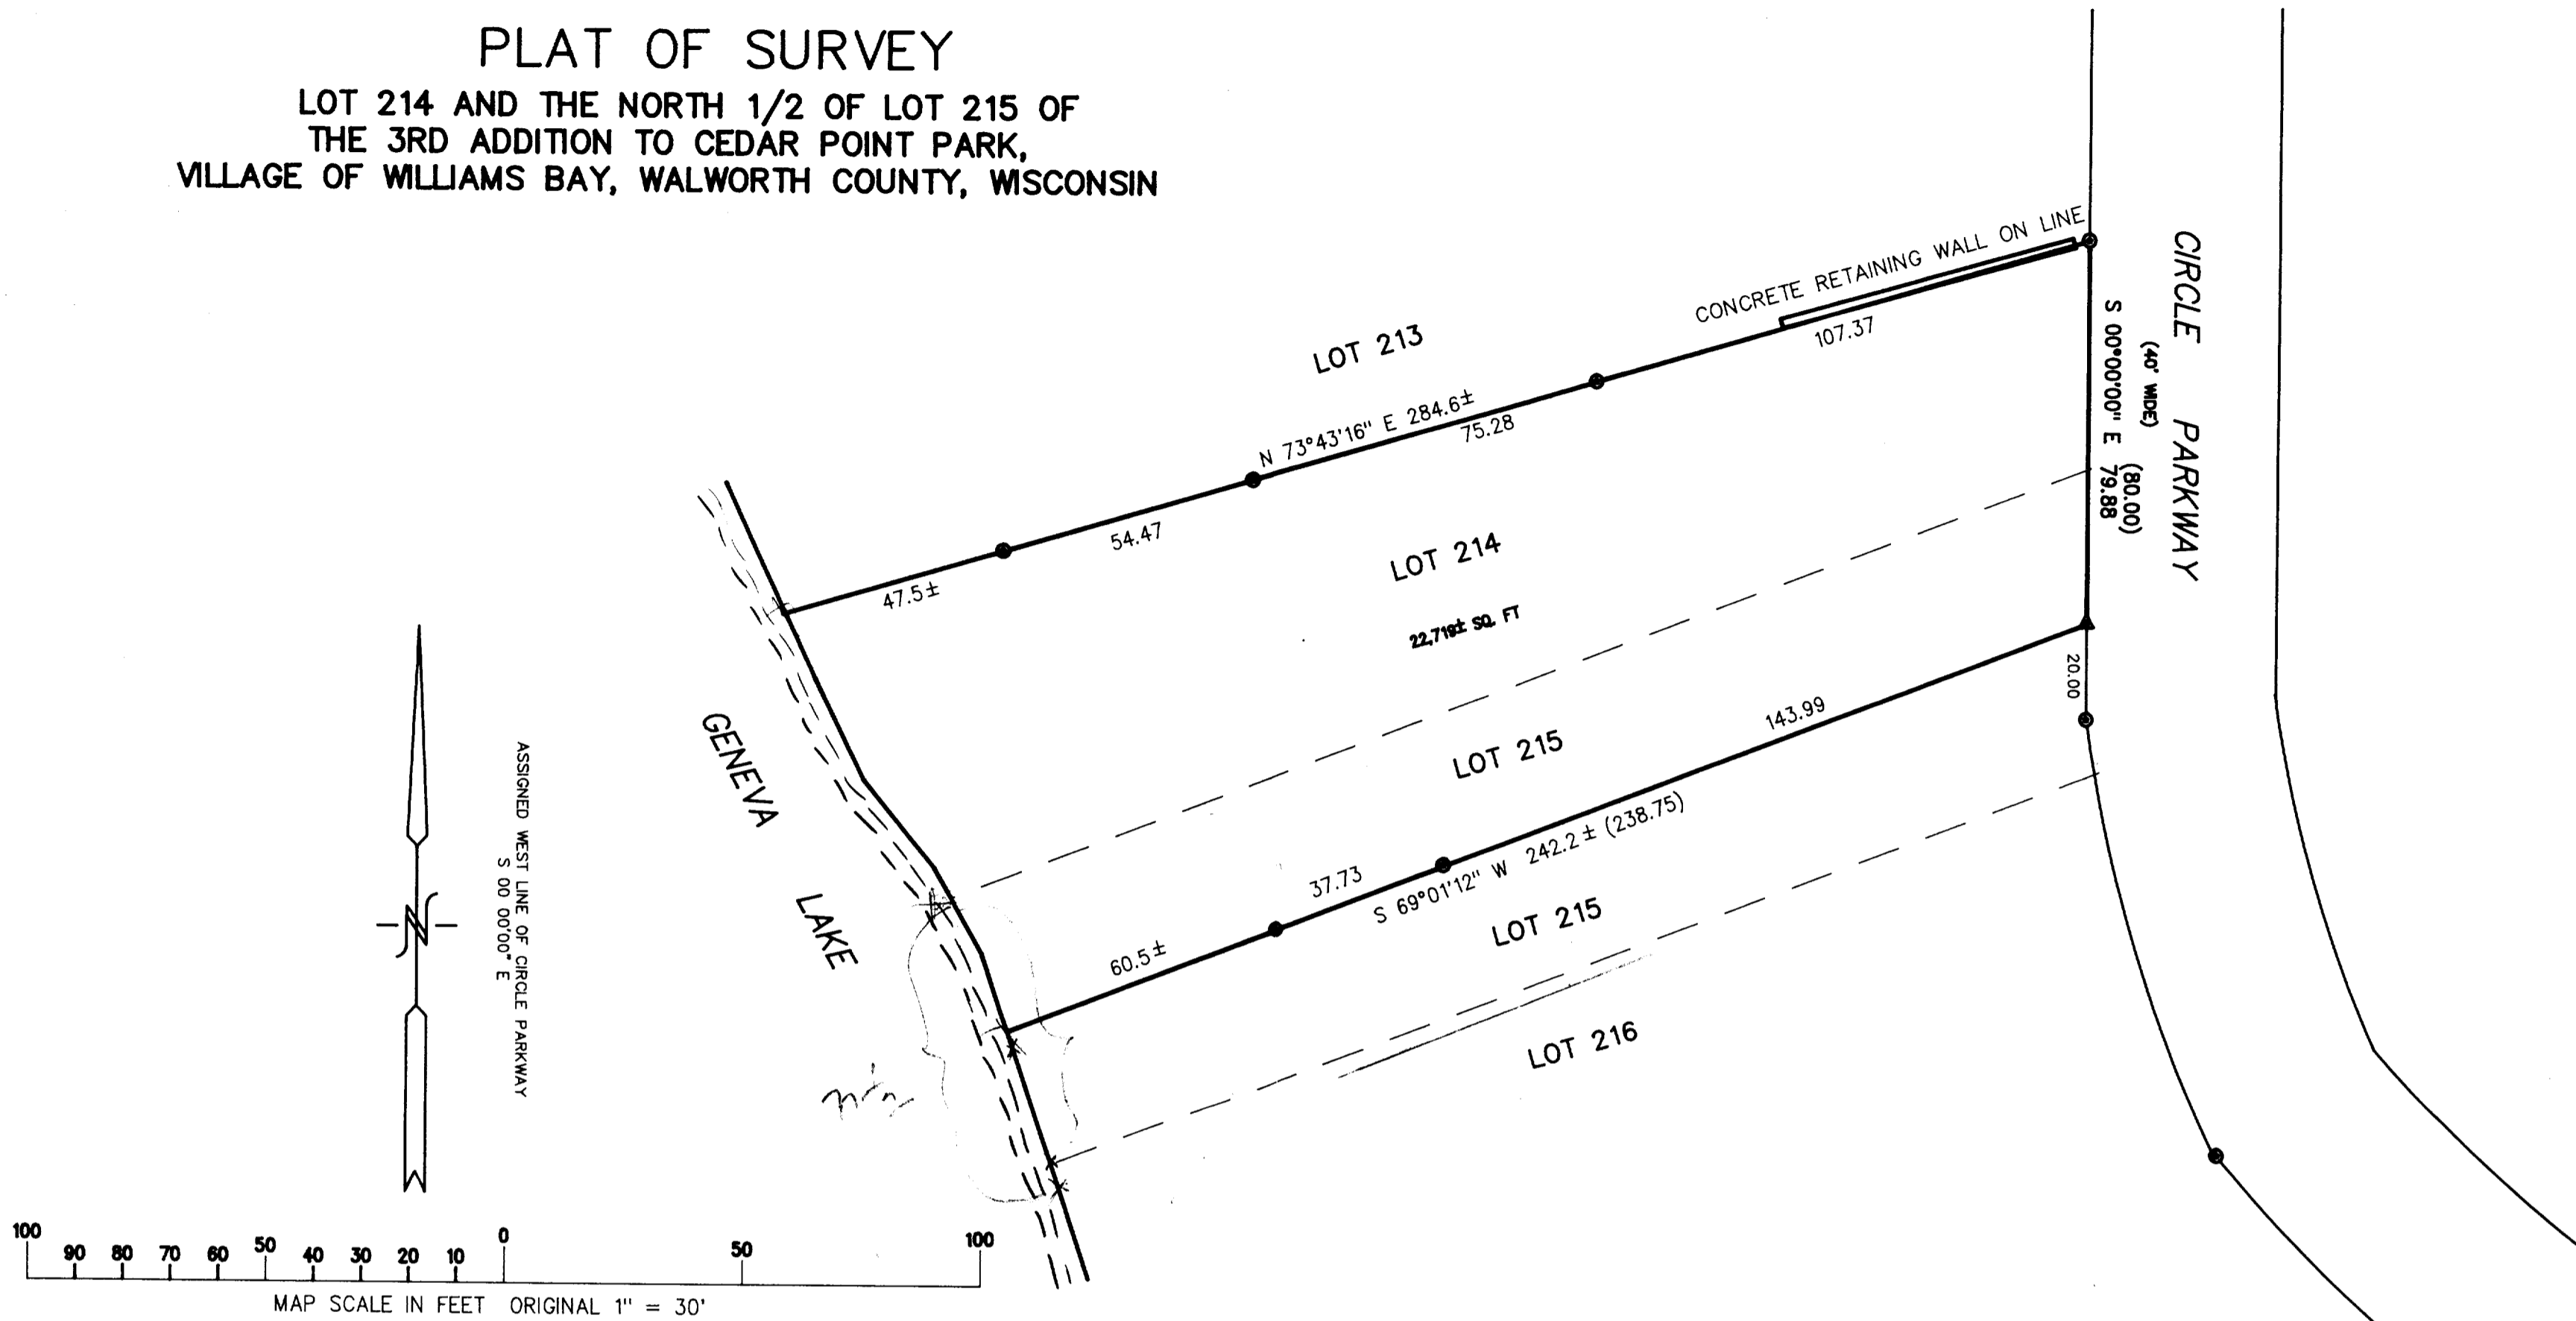 PLAT OF SURVEY
LOT 214 AND THE NORTH 1/2 OF LOT 215 OF
THE 3RD ADDITION TO CEDAR POINT PARK,
VILLAGE OF WILLIAMS BAY, WALWORTH COUNTY, WISCONSIN
CONCRETE RETAINING WALL ON LINE
107.37
LOT 213
N 73°43'16" E 284.6±
75.28
54.47
47.5±
CIRCLE PARKWAY
(40' WIDE)
S 00°00'00" E 79.88
(80.00)
LOT 214
22,719± SQ. FT
20.00
LOT 215
143.99
37.73
S 69°01'12" W 242.2± (238.75)
60.5±
LOT 215
LOT 216
GENEVA
LAKE
N
ASSIGNED WEST LINE OF CIRCLE PARKWAY
S 00 00'00" E
100 90 80 70 60 50 40 30 20 10 0 50 100
MAP SCALE IN FEET ORIGINAL 1" = 30'